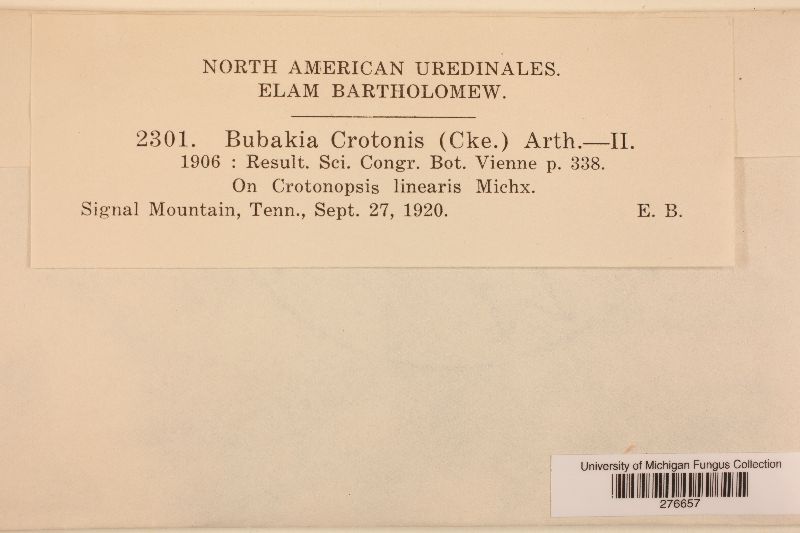 NORTH AMERICAN UREDINALES.
ELAM BARTHOLOMEW.
2301. Bubakia Crotonis (Cke.) Arth.—II.
1906 : Result. Sci. Congr. Bot. Vienne p. 338.
On Crotonopsis linearis Michx.
Signal Mountain, Tenn., Sept. 27, 1920. E. B.
University of Michigan Fungus Collection
276657